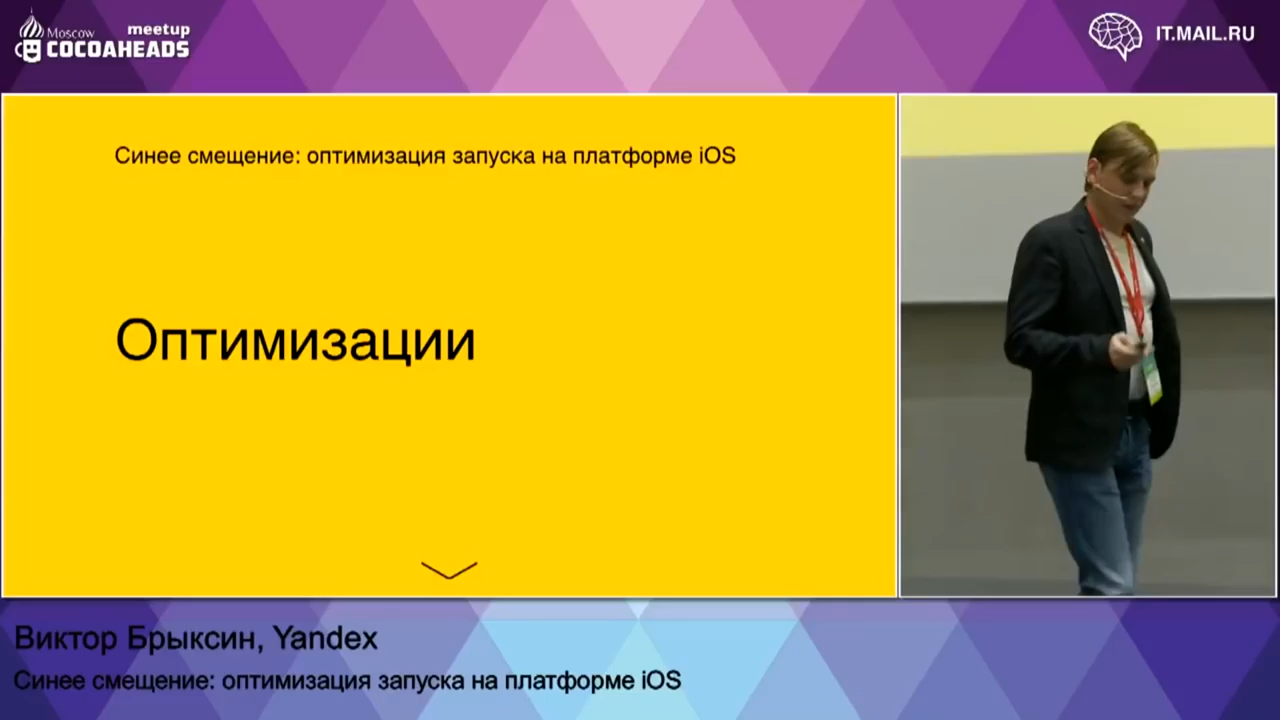 Moscow meetup
COCOAHEADS
IT.MAIL.RU
Синее смещение: оптимизация запуска на платформе iOS
Оптимизации
Виктор Брыксин, Yandex
Синее смещение: оптимизация запуска на платформе iOS